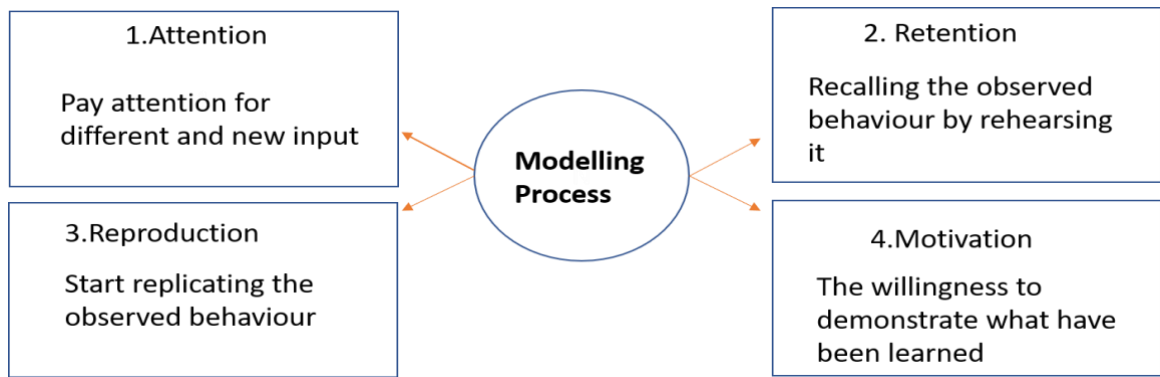 1.Attention
Pay attention for
different and new input
2. Retention
Recalling the observed
behaviour by rehearsing
it
Modelling
Process
3.Reproduction
Start replicating the
observed behaviour
4.Motivation
The willingness to
demonstrate what have
been learned